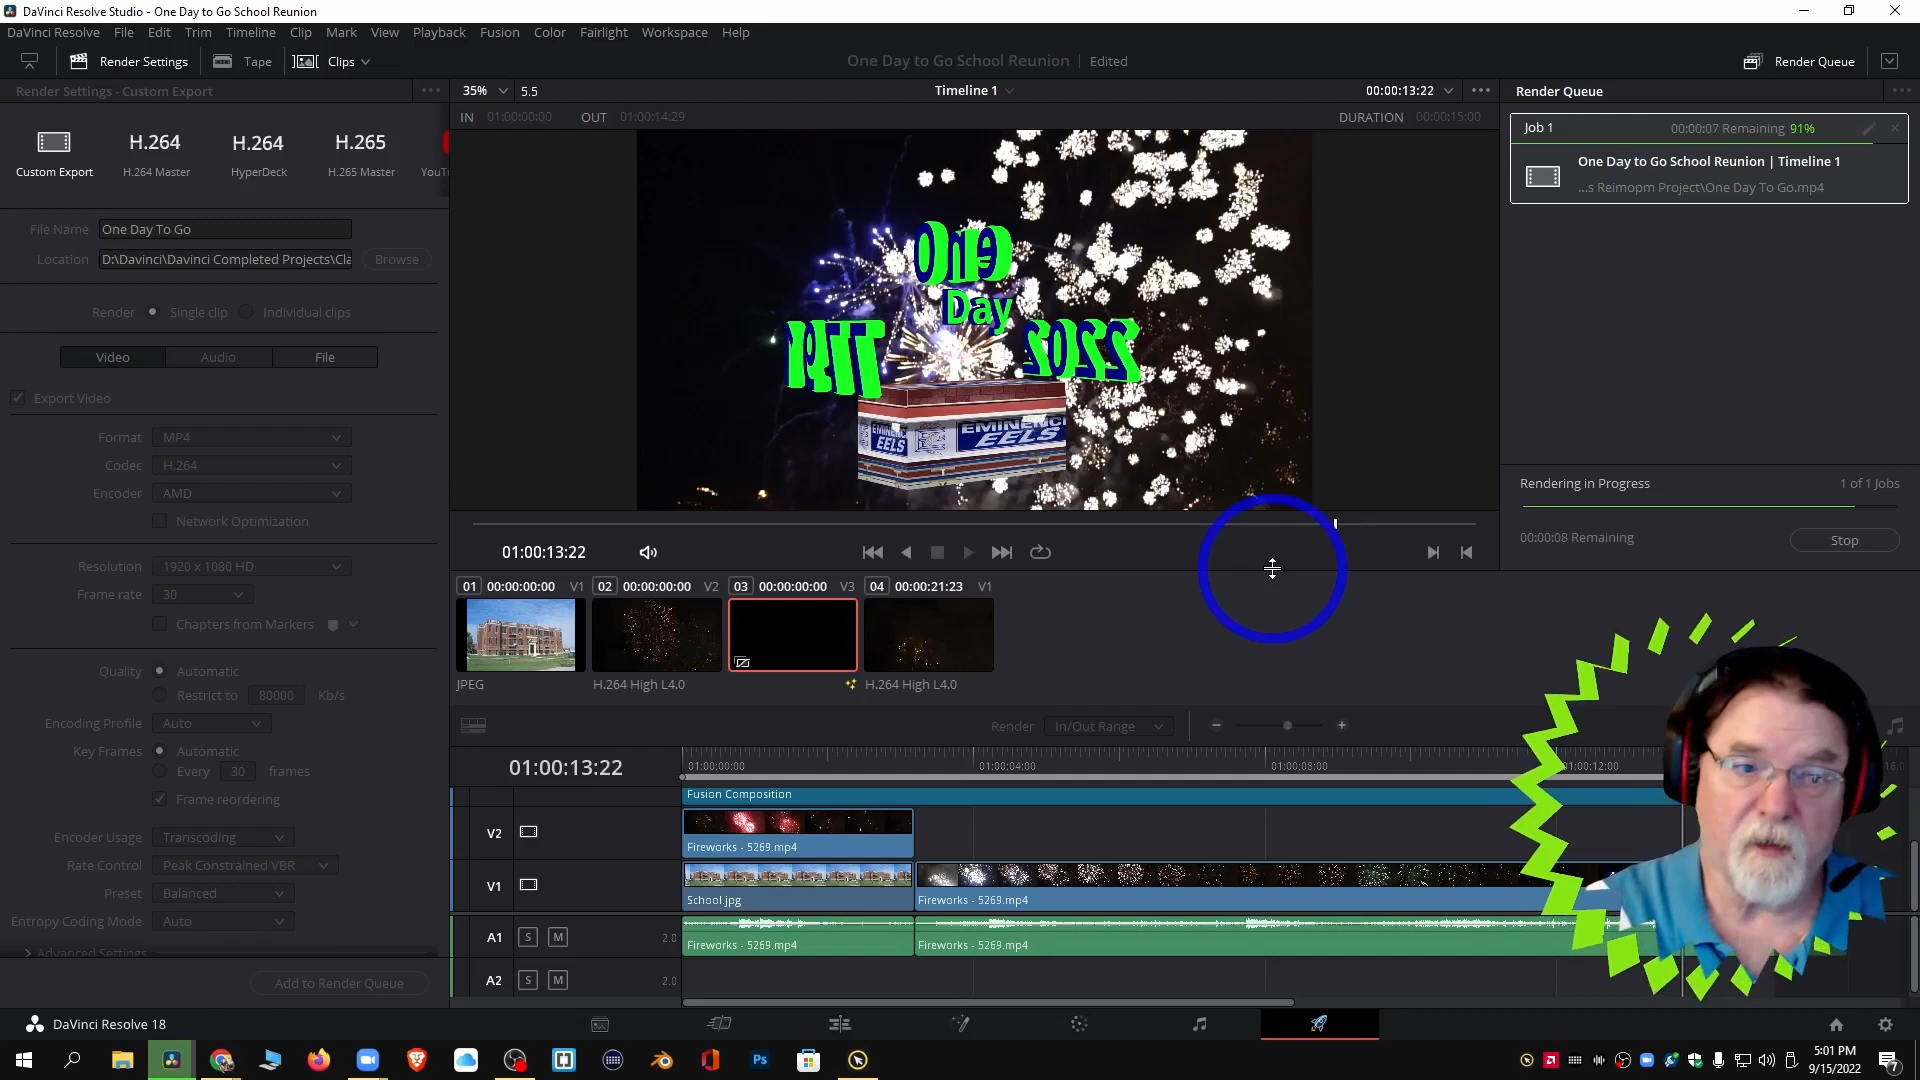 DaVinci Resolve Studio - One Day to Go School Reunion
DaVinci Resolve File Edit Trim Timeline Clip Mark View Playback Fusion Color Fairlight Workspace Help
Render Settings Tape Clips One Day to Go School Reunion | Edited Render Queue
Render Settings - Custom Export 35% 5.5 Timeline 1 00:00:13:22 Render Queue
IN 01:00:00:00 OUT 01:00:14:29 DURATION 00:00:15:00
H.264 H.264 H.265
Custom Export H.264 Master HyperDeck H.265 Master YouT
Job 1 00:00:07 Remaining 91%
One Day to Go School Reunion | Timeline 1
...s Reimopm Project\One Day To Go.mp4
File Name One Day To Go
Location D:\Davinci\Davinci Completed Projects\Cla Browse
Render Single clip Individual clips
Video Audio File
Export Video
Format MP4
Codec H.264
Encoder AMD
Network Optimization
Resolution 1920 x 1080 HD
Frame rate 30
Chapters from Markers
Quality Automatic
Restrict to 80000 Kb/s
Encoding Profile Auto
Key Frames Automatic
Every 30 frames
Frame reordering
Encoder Usage Transcoding
Rate Control Peak Constrained VBR
Preset Balanced
Entropy Coding Mode Auto
Advanced Settings
Add to Render Queue
One
Day
1977 2022
EMINENC EELS
EMINENCE EELS
Rendering in Progress 1 of 1 Jobs
00:00:08 Remaining Stop
01:00:13:22
01 00:00:00:00 V1 02 00:00:00:00 V2 03 00:00:00:00 V3 04 00:00:21:23 V1
JPEG H.264 High L4.0 H.264 High L4.0
Render In/Out Range
01:00:13:22 01:00:00:00 01:00:04:00 01:00:08:00 01:00:12:00
Fusion Composition
V2
Fireworks - 5269.mp4
V1
School.jpg Fireworks - 5269.mp4
A1 S M 2.0
Fireworks - 5269.mp4 Fireworks - 5269.mp4
A2 S M 2.0
DaVinci Resolve 18
5:01 PM
9/15/2022
7